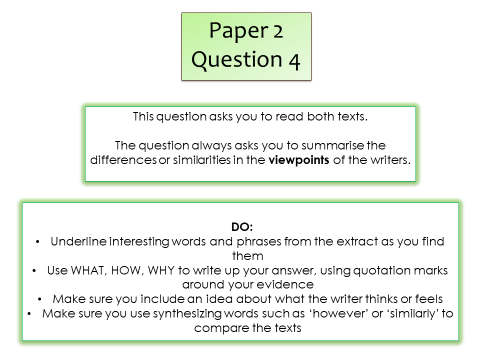 Paper 2
Question 4
This question asks you to read both texts.
The question always asks you to summarise the
differences or similarities in the viewpoints of the writers.
DO:
• Underline interesting words and phrases from the extract as you find
them
• Use WHAT, HOW, WHY to write up your answer, using quotation marks
around your evidence
• Make sure you include an idea about what the writer thinks or feels
• Make sure you use synthesizing words such as ‘however’ or ‘similarly’ to
compare the texts